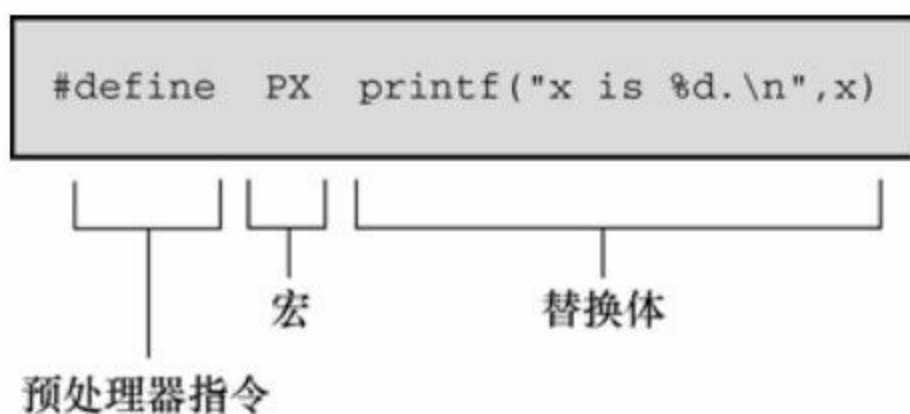 #define PX printf("x is %d.\n",x)
宏
替换体
预处理器指令